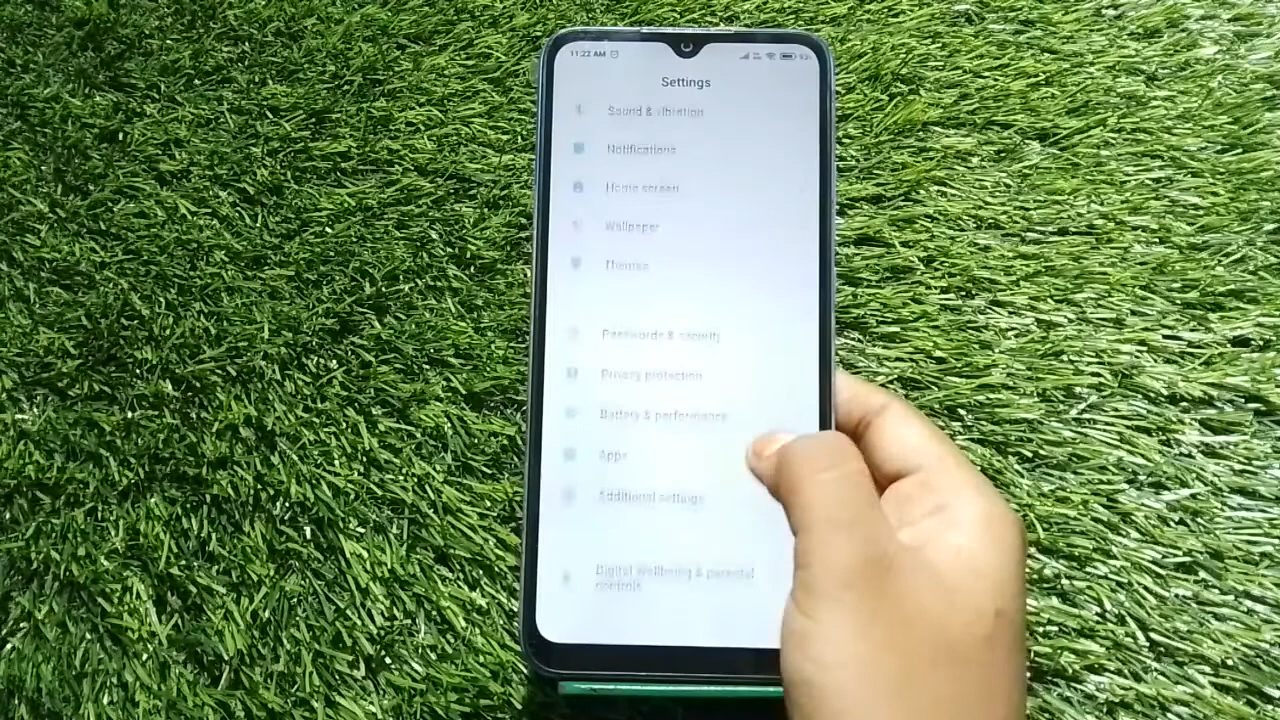 11:22 AM
Settings
Sound & vibration
Notifications
Home screen
Wallpaper
Themes
Passwords & security
Privacy protection
Battery & performance
Apps
Additional settings
Digital Wellbeing & parental
controls